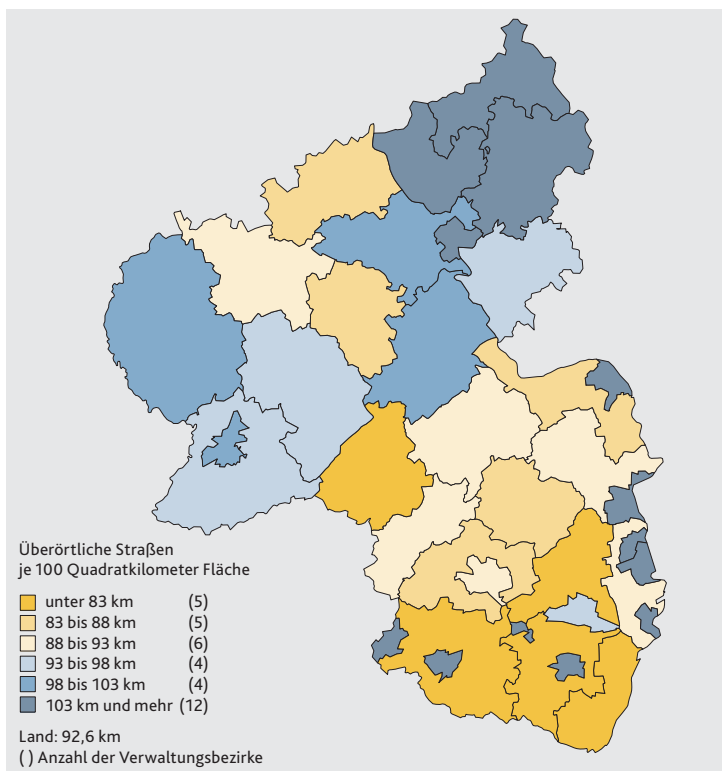 Überörtliche Straßen
je 100 Quadratkilometer Fläche
unter 83 km (5)
83 bis 88 km (5)
88 bis 93 km (6)
93 bis 98 km (4)
98 bis 103 km (4)
103 km und mehr (12)
Land: 92,6 km
( ) Anzahl der Verwaltungsbezirke